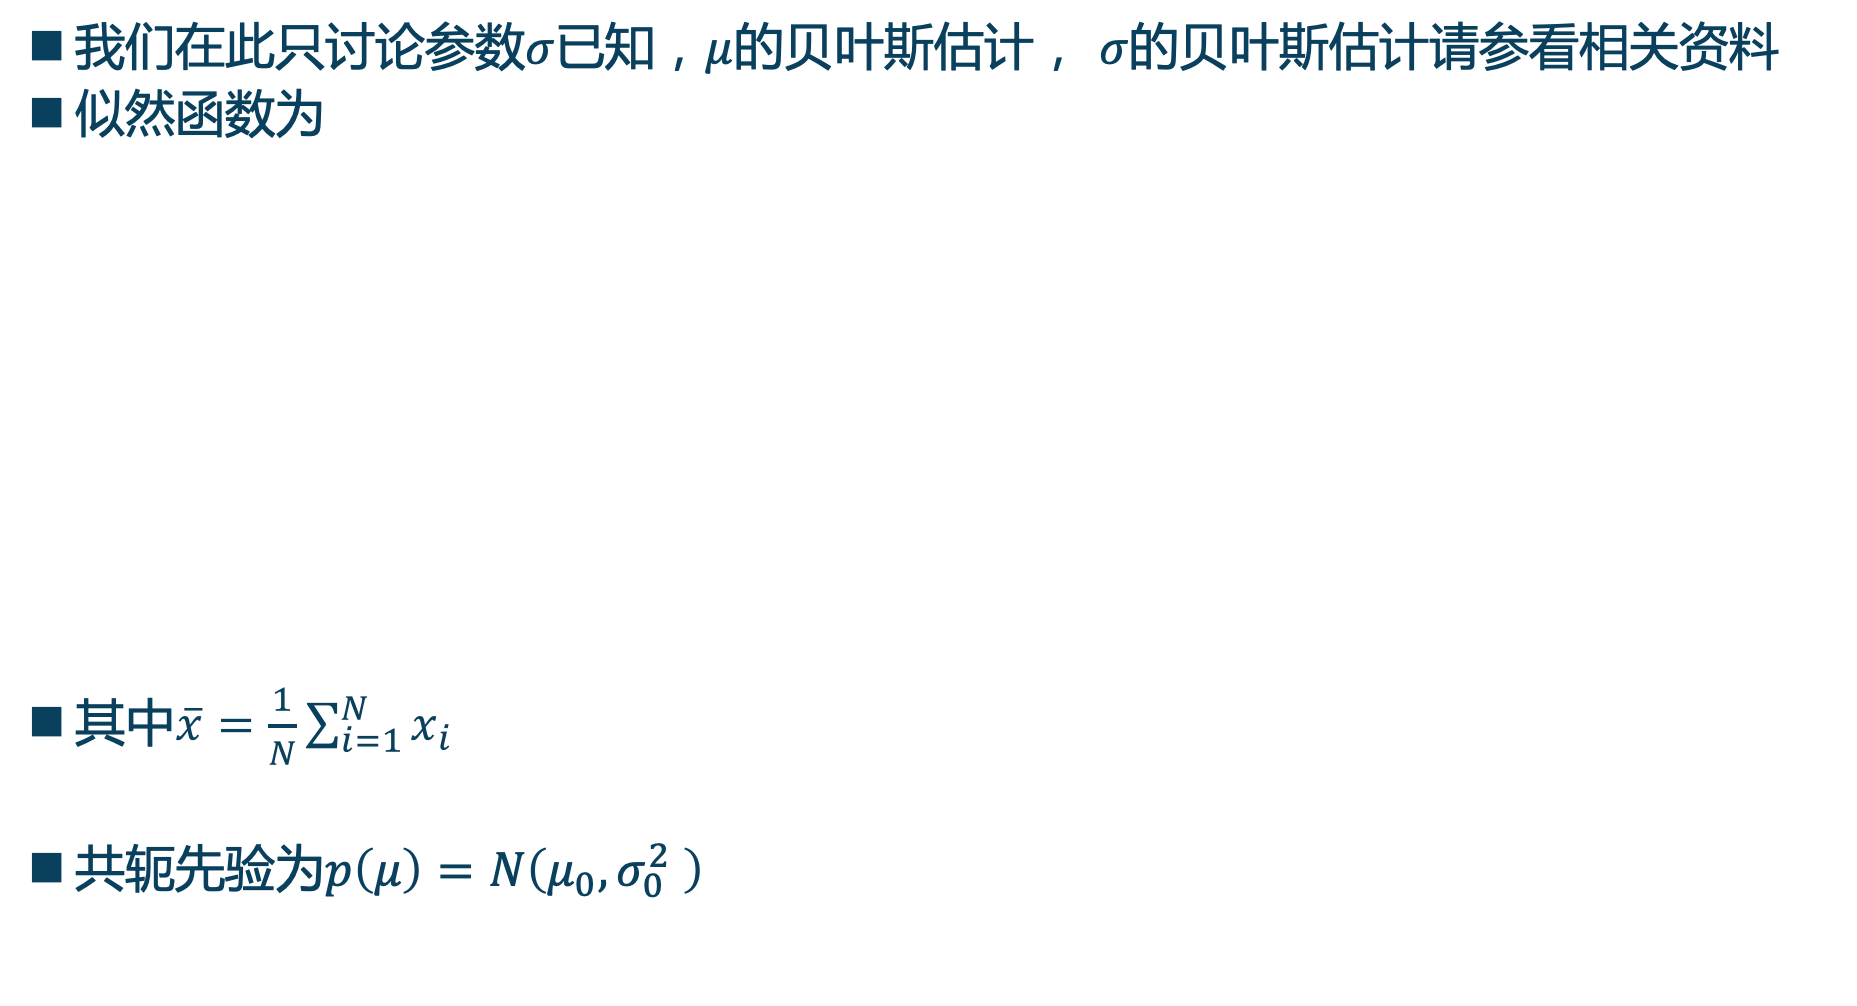 ■ 我们在此只讨论参数σ已知，μ的贝叶斯估计， σ的贝叶斯估计请参看相关资料
■ 似然函数为
■ 其中x̄ = \frac{1}{N} ∑_{i=1}^{N} x_i
■ 共轭先验为p(μ) = N(μ_0, σ_0^2 )